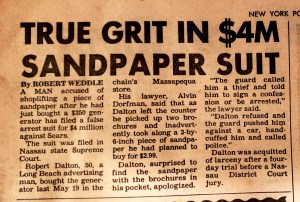 NEW YORK PO
TRUE GRIT IN $4M
SANDPAPER SUIT
By ROBERT WEDDLE
A MAN accused of
shoplifting a piece of
sandpaper after he had
just bought a $350 gen-
erator has filed a false
arrest suit for $4 million
against Sears.
The suit was filed in
Nassau state Supreme
Court.
Robert Dalton, 50, a
Long Beach advertising
man, bought the gener-
ator last May 19 in the
chain's Massapequa
store.
His lawyer, Alvin
Dorfman, said that as
Dalton left the counter
he picked up two bro-
chures and inadvert-
ently took along a 2-by-
6-inch piece of sandpa-
per he had planned to
buy for $2.99.
Dalton, surprised to
find the sandpaper
with the brochures in
his pocket, apologized.
"The guard called
him a thief and told
him to sign a confes-
sion or be arrested,"
the lawyer said.
"Dalton refused and
the guard pushed him
against a car, hand-
cuffed him and called
police."
Dalton was acquitted
of larceny after a four-
day trial before a Nas-
sau District Court
jury.